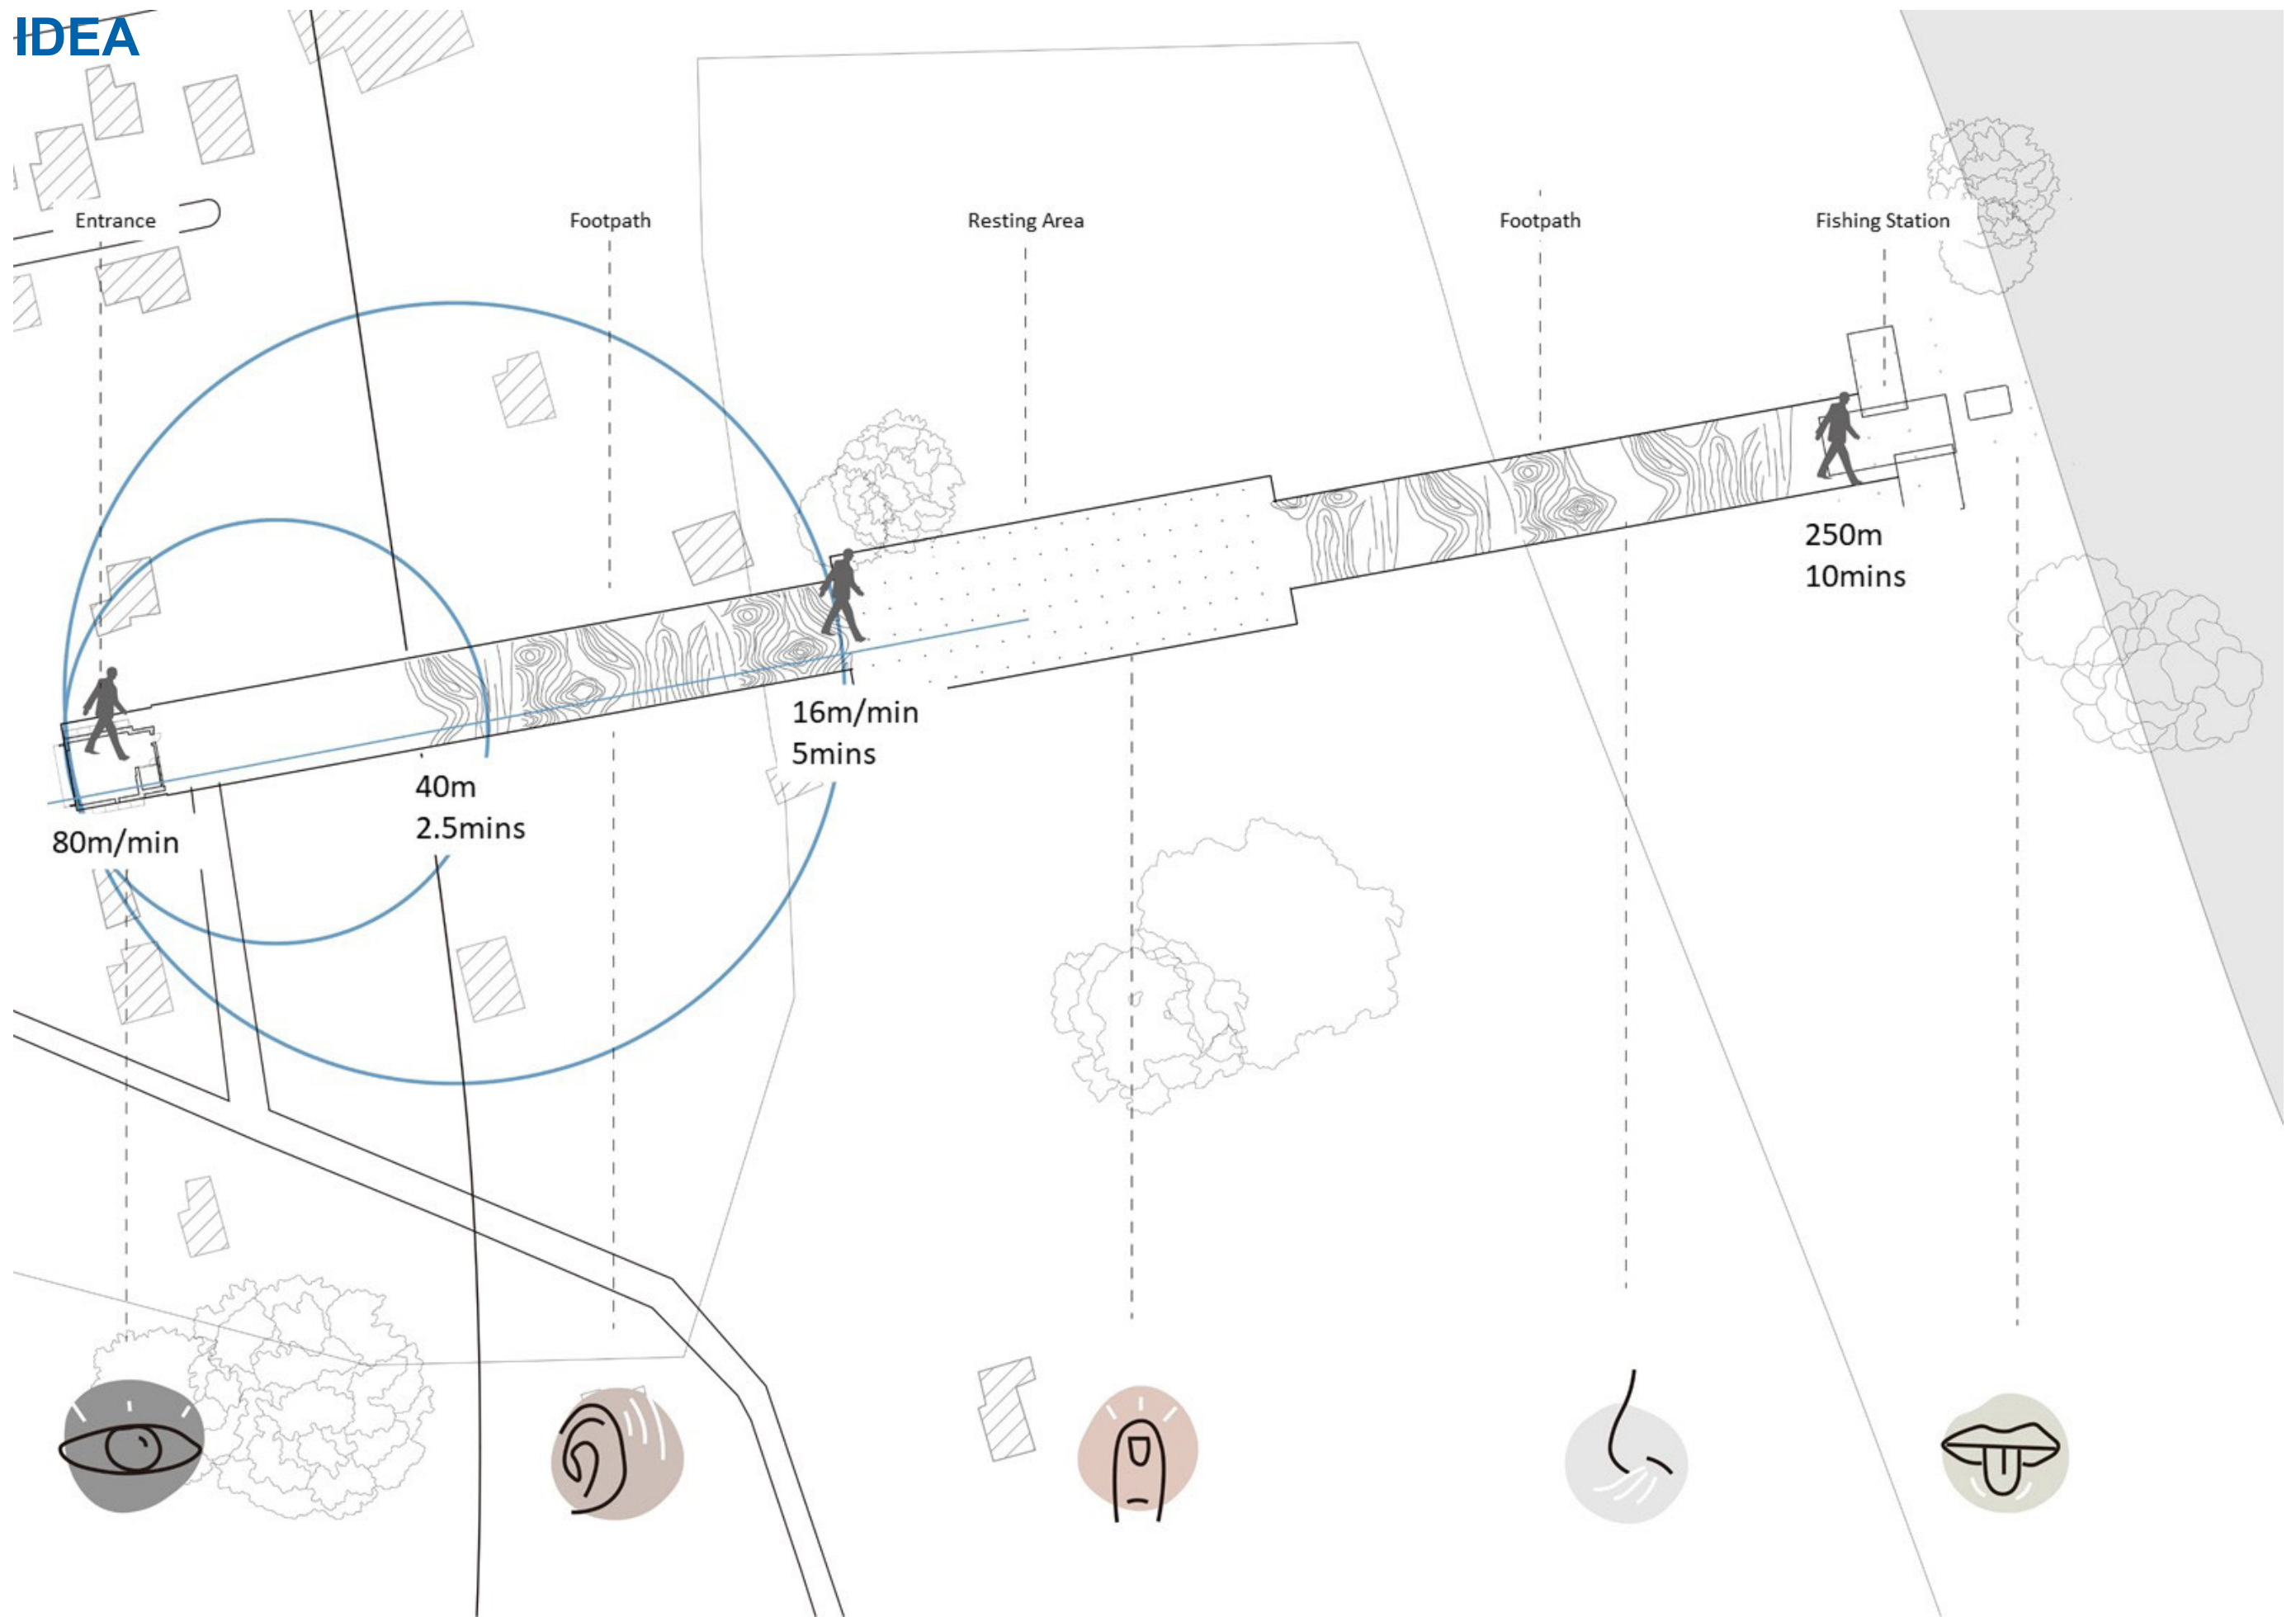 IDEA
Entrance
Footpath
Resting Area
Footpath
Fishing Station
250m
10mins
16m/min
5mins
40m
2.5mins
80m/min